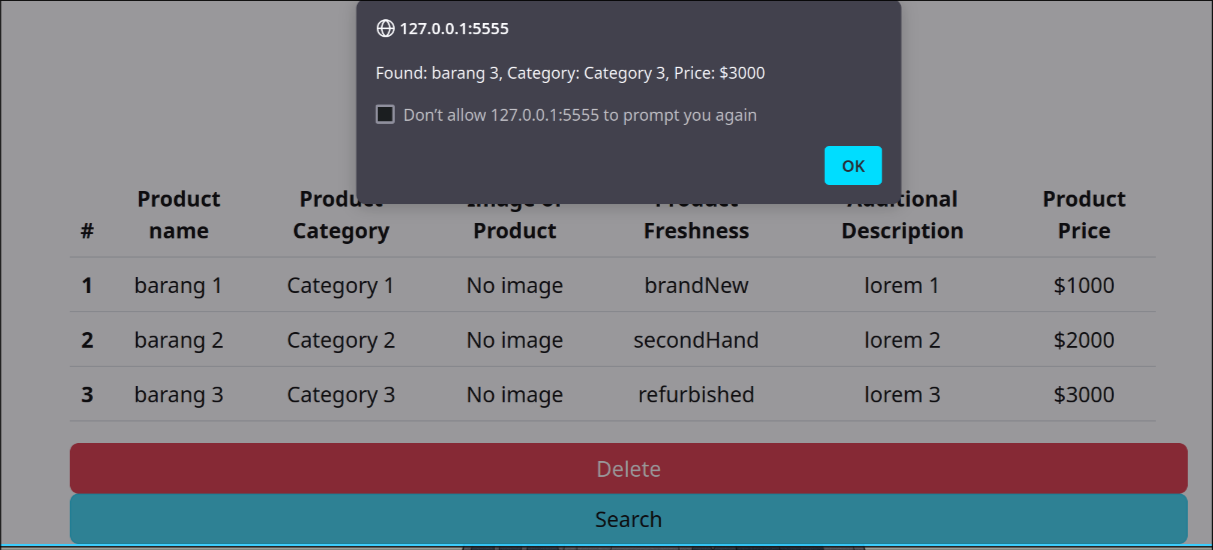 127.0.0.1:5555
Found: barang 3, Category: Category 3, Price: $3000
Don’t allow 127.0.0.1:5555 to prompt you again
OK
# Product name Product Category Image of Product Product Freshness Additional Description Product Price
1 barang 1 Category 1 No image brandNew lorem 1 $1000
2 barang 2 Category 2 No image secondHand lorem 2 $2000
3 barang 3 Category 3 No image refurbished lorem 3 $3000
Delete
Search